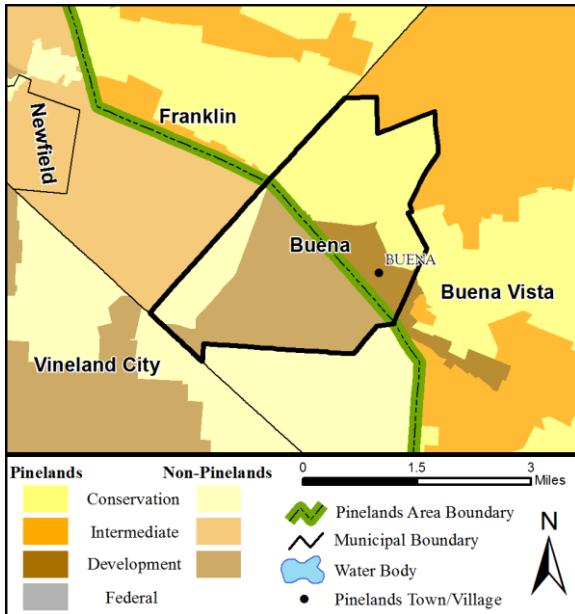 Franklin
Newfield
Buena
BUENA
Buena Vista
Vineland City
Pinelands Non-Pinelands
Conservation
Intermediate
Development
Federal
0 1.5 3
Miles
Pinelands Area Boundary
Municipal Boundary
Water Body
Pinelands Town/Village
N